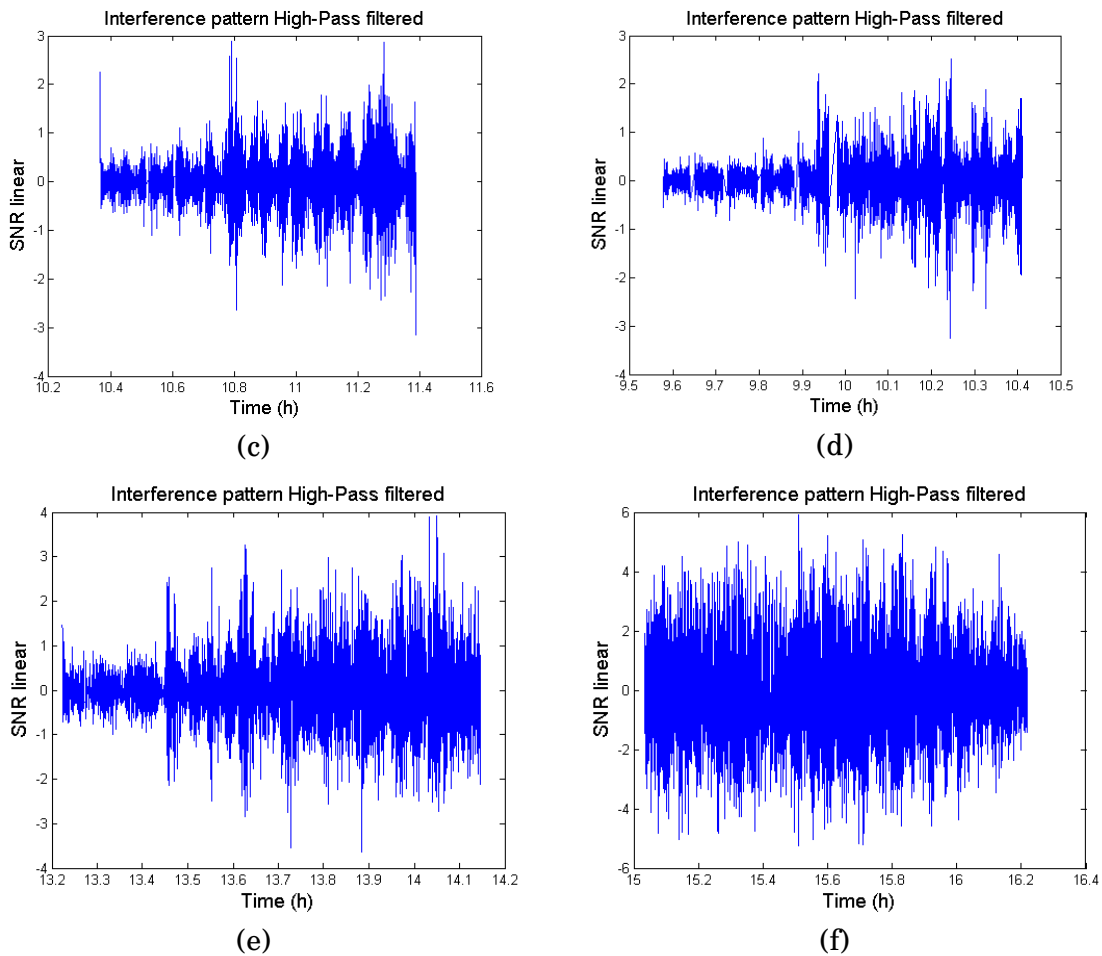 Interference pattern High-Pass filtered
3
2
1
0
-1
-2
-3
-4
SNR linear
10.2 10.4 10.6 10.8 11 11.2 11.4 11.6
Time (h)
(c)
Interference pattern High-Pass filtered
3
2
1
0
-1
-2
-3
-4
SNR linear
9.5 9.6 9.7 9.8 9.9 10 10.1 10.2 10.3 10.4 10.5
Time (h)
(d)
Interference pattern High-Pass filtered
4
3
2
1
0
-1
-2
-3
-4
SNR linear
13.2 13.3 13.4 13.5 13.6 13.7 13.8 13.9 14 14.1 14.2
Time (h)
(e)
Interference pattern High-Pass filtered
6
4
2
0
-2
-4
-6
SNR linear
15 15.2 15.4 15.6 15.8 16 16.2 16.4
Time (h)
(f)